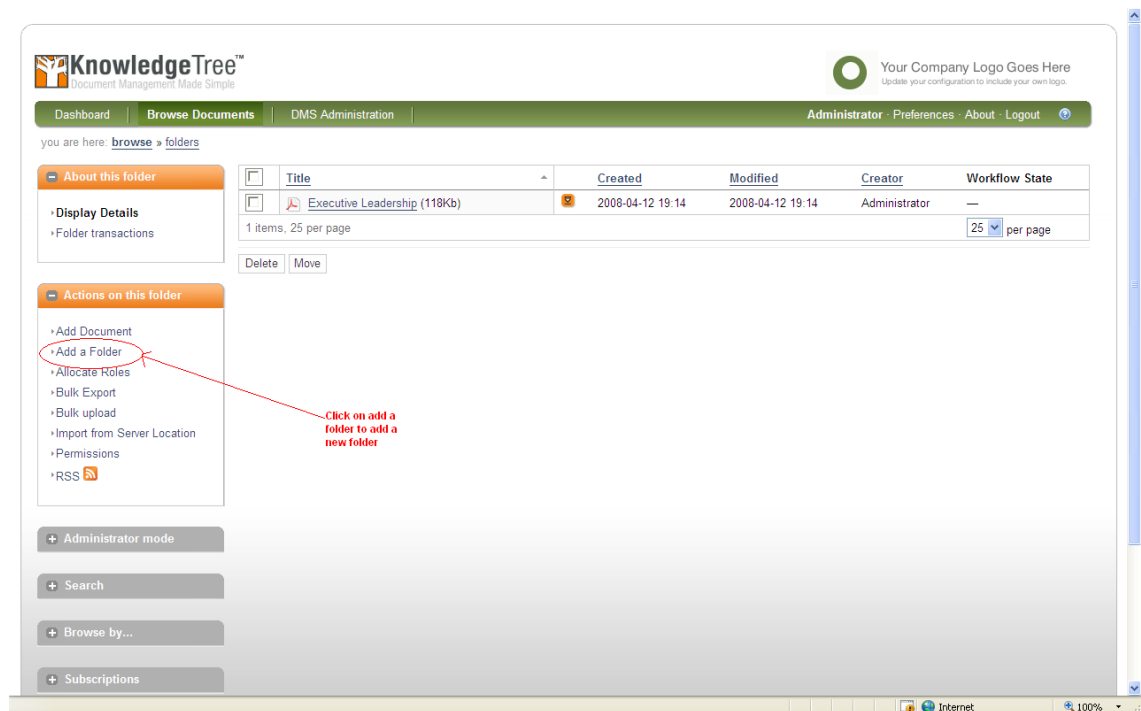 KnowledgeTree™
Document Management Made Simple
Your Company Logo Goes Here
Update your configuration to include your own logo.
Dashboard Browse Documents DMS Administration Administrator · Preferences · About · Logout ?
you are here: browse » folders
About this folder
Display Details
Folder transactions
Title Created Modified Creator Workflow State
Executive Leadership (118Kb) 2008-04-12 19:14 2008-04-12 19:14 Administrator —
1 items, 25 per page 25 per page
Delete Move
Actions on this folder
Add Document
Add a Folder
Allocate Roles
Bulk Export
Bulk upload
Import from Server Location
Permissions
RSS
Click on add a
folder to add a
new folder
Administrator mode
Search
Browse by...
Subscriptions
Internet 100%